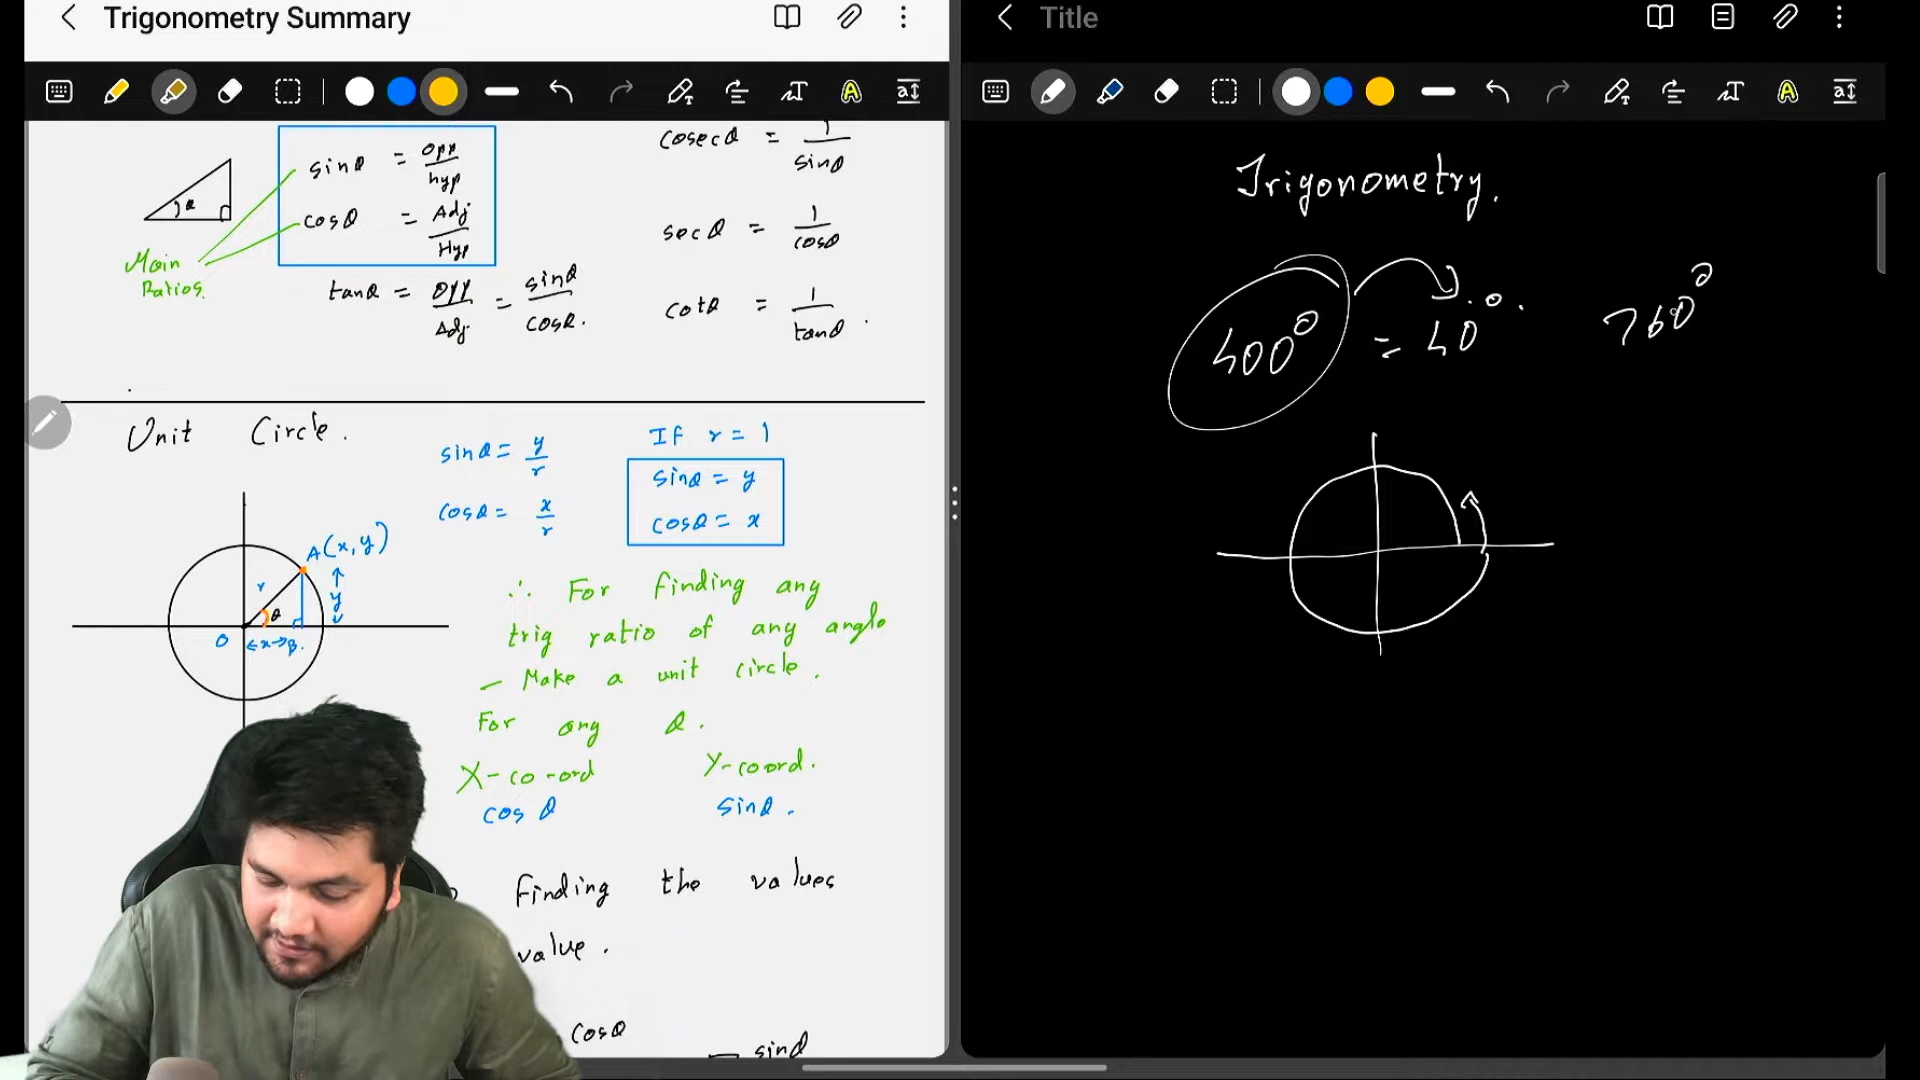 Trigonometry Summary
sinθ = opp/hyp
cosθ = Adj/Hyp
Main Ratios.
tanθ = opp/Adj = sinθ/cosθ.
cosecθ = 1/sinθ
secθ = 1/cosθ
cotθ = 1/tanθ.
θ
Unit Circle.
sinθ = y/r
cosθ = x/r
If r = 1
sinθ = y
cosθ = x
A(x, y)
r
y
θ
O
x
B.
∴ For finding any
trig ratio of any angle
– Make a unit circle.
For any θ.
X-co-ord
Y-coord.
cosθ
sinθ.
finding the values
value.
cosθ
= sinθ
Title
Trigonometry.
400° = 40°.
760°